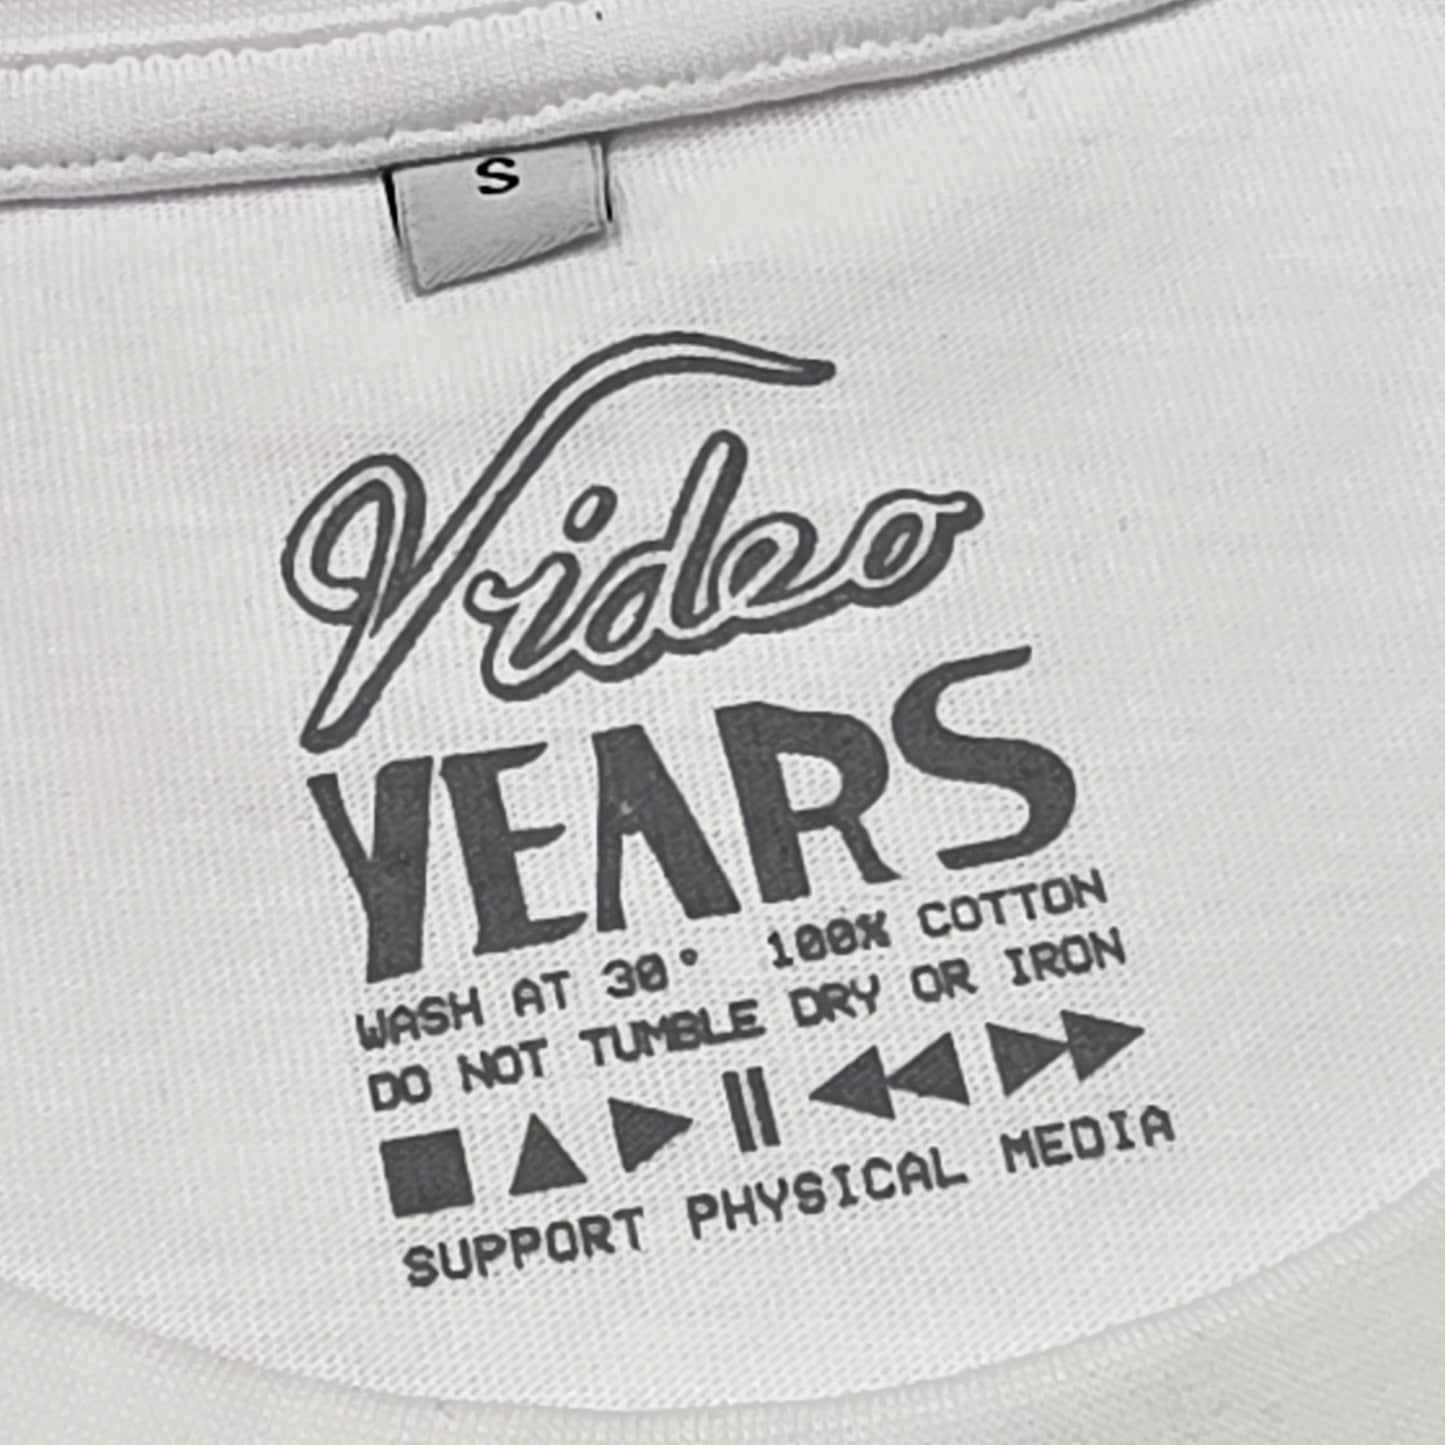 S
Video
YEARS
WASH AT 30° 100% COTTON
DO NOT TUMBLE DRY OR IRON
SUPPORT PHYSICAL MEDIA